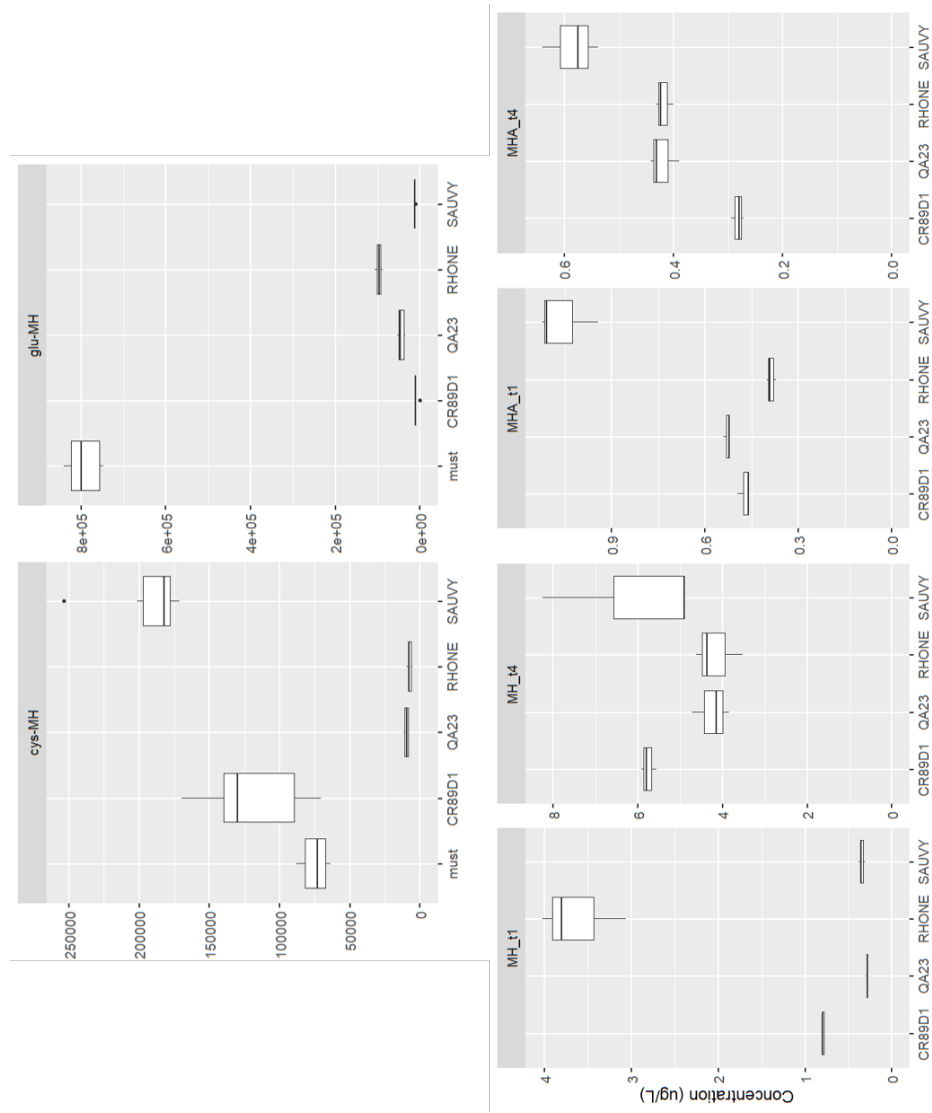 cys-MH
250000
200000
150000
100000
50000
0
must CR89D1 QA23 RHONE SAUVY
glu-MH
8e+05
6e+05
4e+05
2e+05
0e+00
must CR89D1 QA23 RHONE SAUVY
Concentration (ug/L)
MH_t1
4
3
2
1
0
CR89D1 QA23 RHONE SAUVY
MH_t4
8
6
4
2
0
CR89D1 QA23 RHONE SAUVY
MHA_t1
0.9
0.6
0.3
0.0
CR89D1 QA23 RHONE SAUVY
MHA_t4
0.6
0.4
0.2
0.0
CR89D1 QA23 RHONE SAUVY